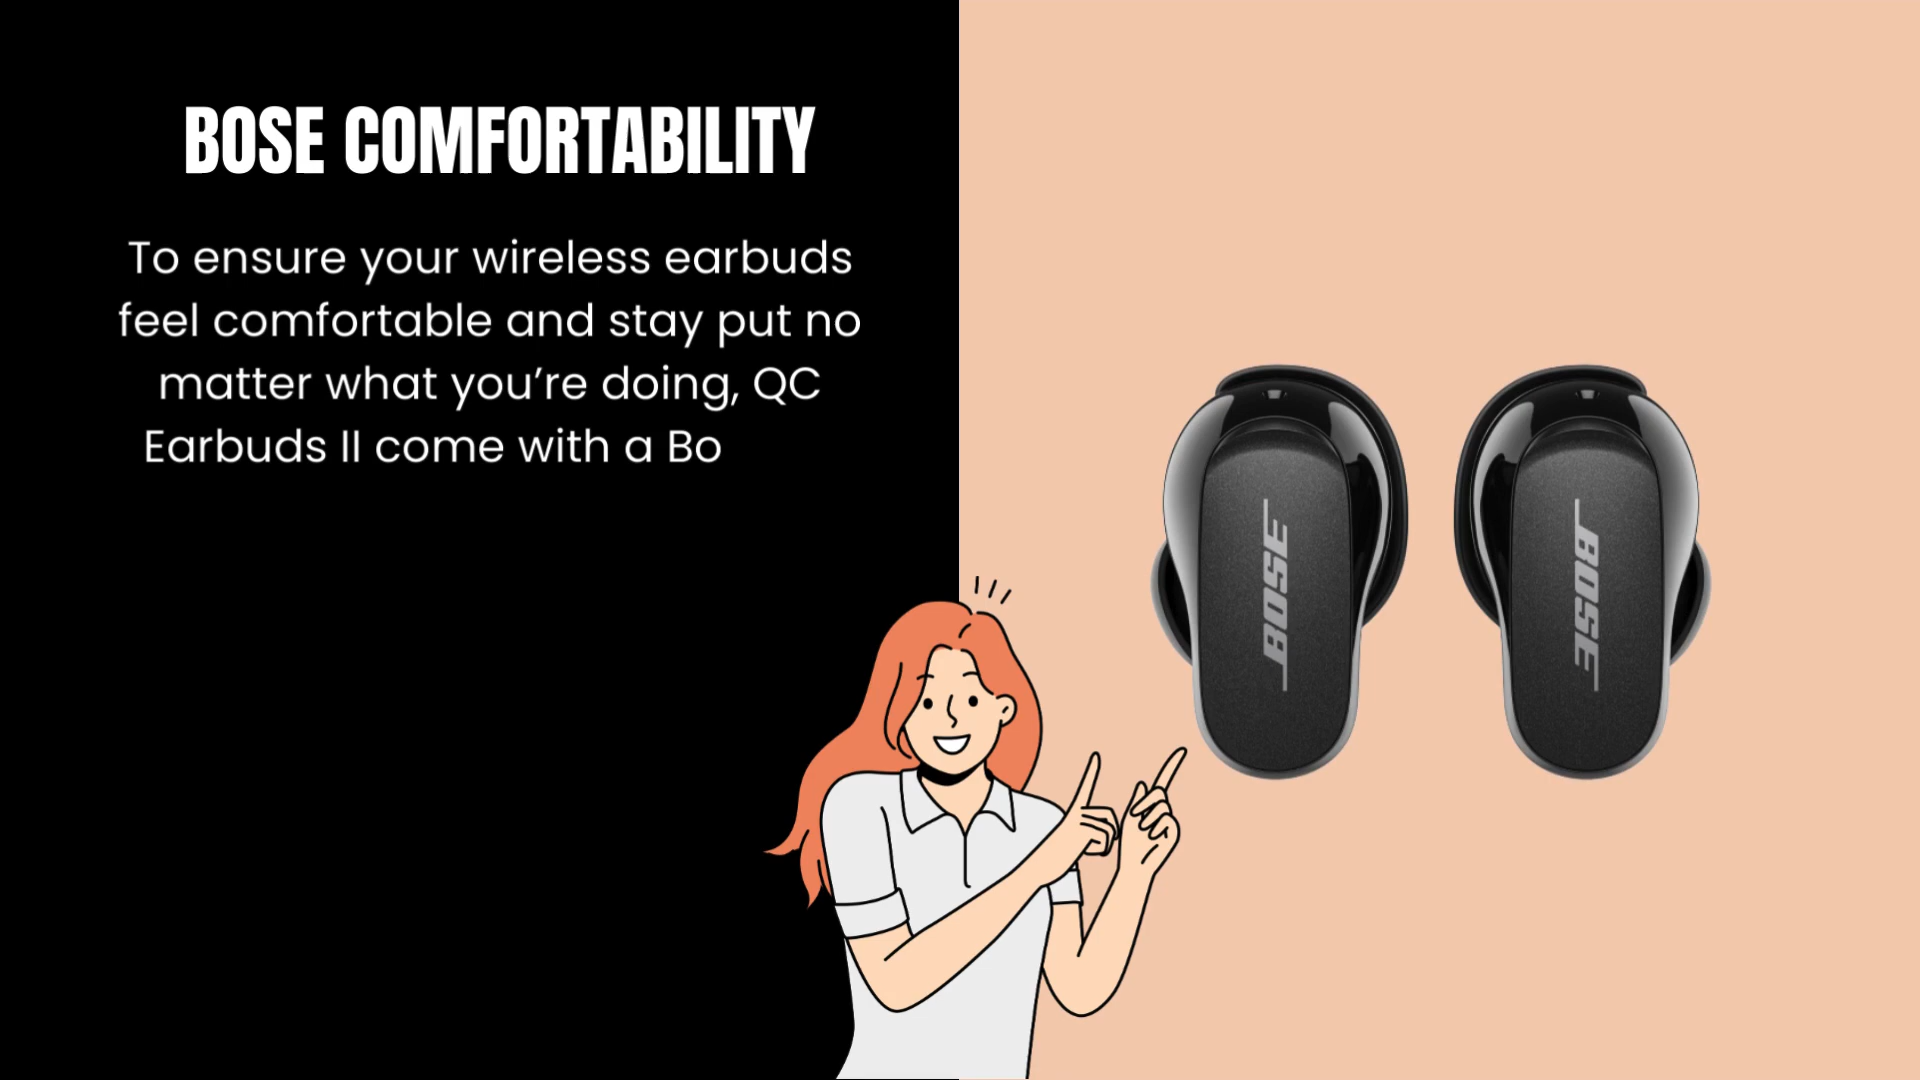 BOSE COMFORTABILITY
To ensure your wireless earbuds
feel comfortable and stay put no
matter what you’re doing, QC
Earbuds II come with a Bo
BOSE
BOSE